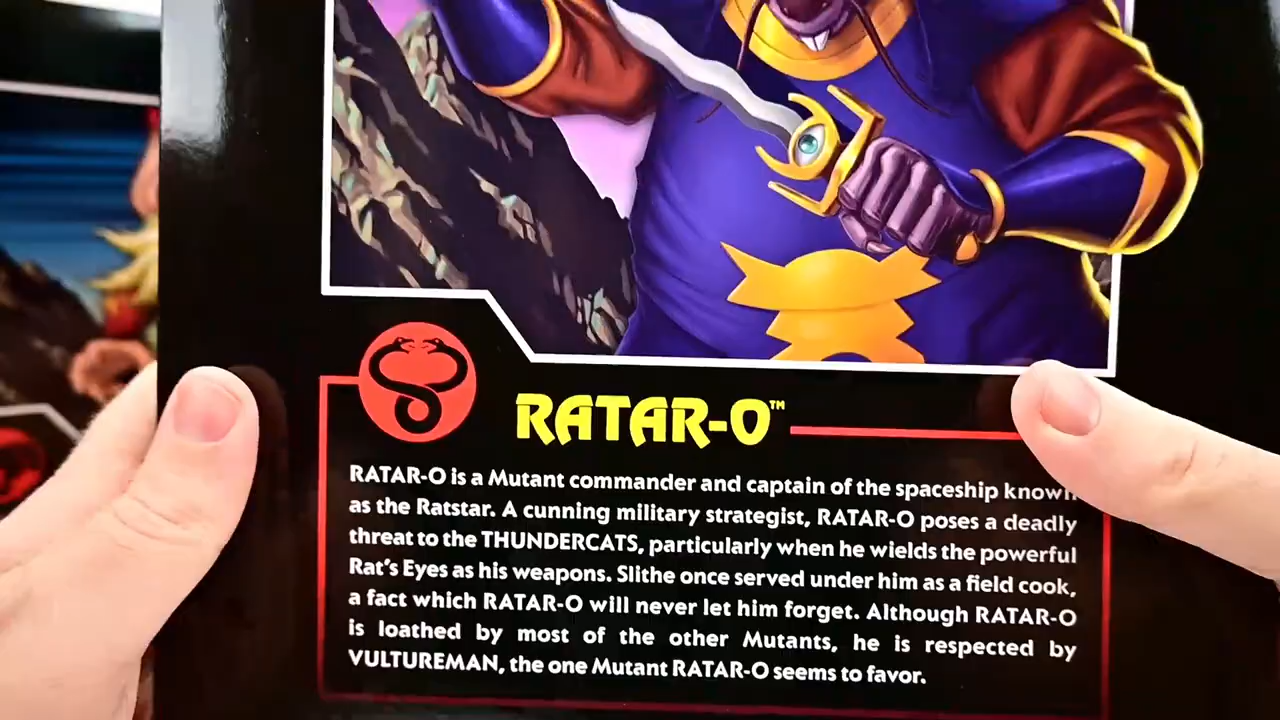 RATAR-O™
RATAR-O is a Mutant commander and captain of the spaceship known
as the Ratstar. A cunning military strategist, RATAR-O poses a deadly
threat to the THUNDERCATS, particularly when he wields the powerful
Rat's Eyes as his weapons. Slithe once served under him as a field cook,
a fact which RATAR-O will never let him forget. Although RATAR-O
is loathed by most of the other Mutants, he is respected by
VULTUREMAN, the one Mutant RATAR-O seems to favor.